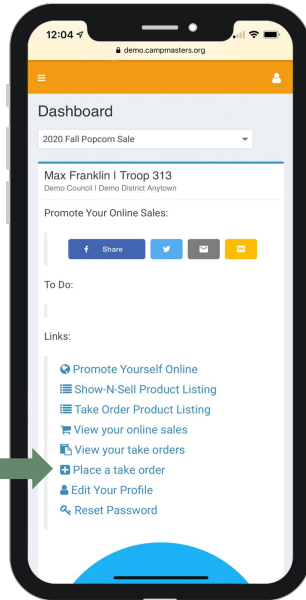 12:04
demo.campmasters.org
Dashboard
2020 Fall Popcorn Sale
Max Franklin | Troop 313
Demo Council | Demo District Anytown
Promote Your Online Sales:
f Share
To Do:
Links:
Promote Yourself Online
Show-N-Sell Product Listing
Take Order Product Listing
View your online sales
View your take orders
Place a take order
Edit Your Profile
Reset Password